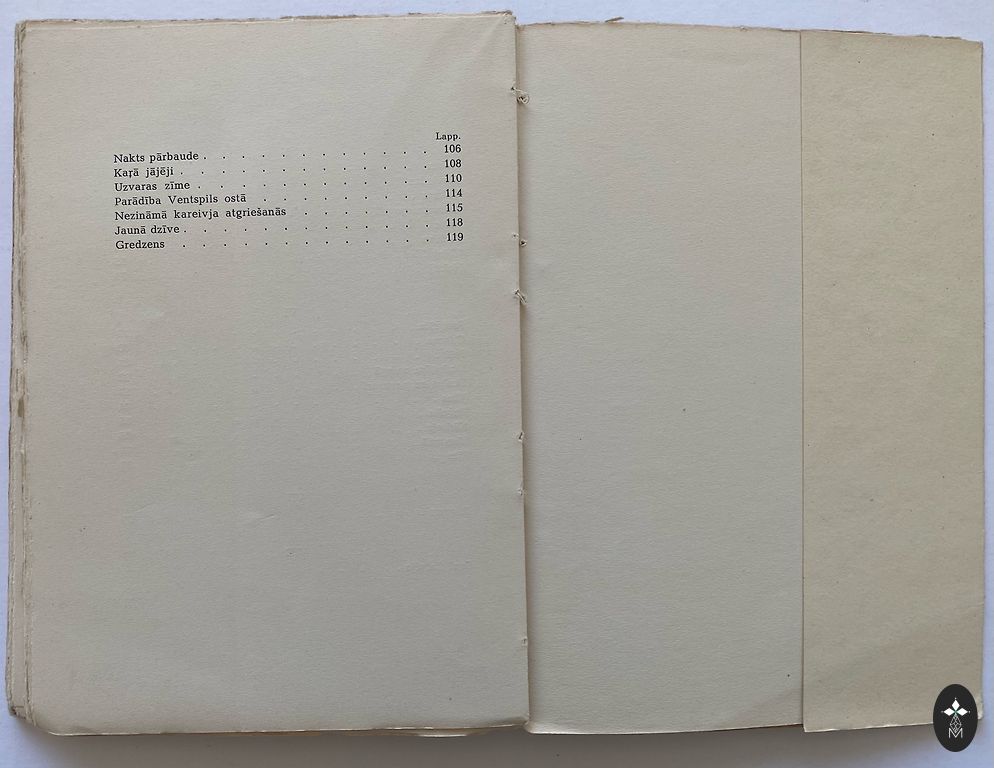 Lapp.
Nakts pārbaude . . . . . . . . . . . . 106
Kaŗā jājēji . . . . . . . . . . . . . 108
Uzvaras zīme . . . . . . . . . . . . 110
Parādība Ventspils ostā . . . . . . . . . . 114
Nezināmā kareivja atgriešanās . . . . . . . 115
Jaunā dzīve . . . . . . . . . . . . . 118
Gredzens . . . . . . . . . . . . . 119
M